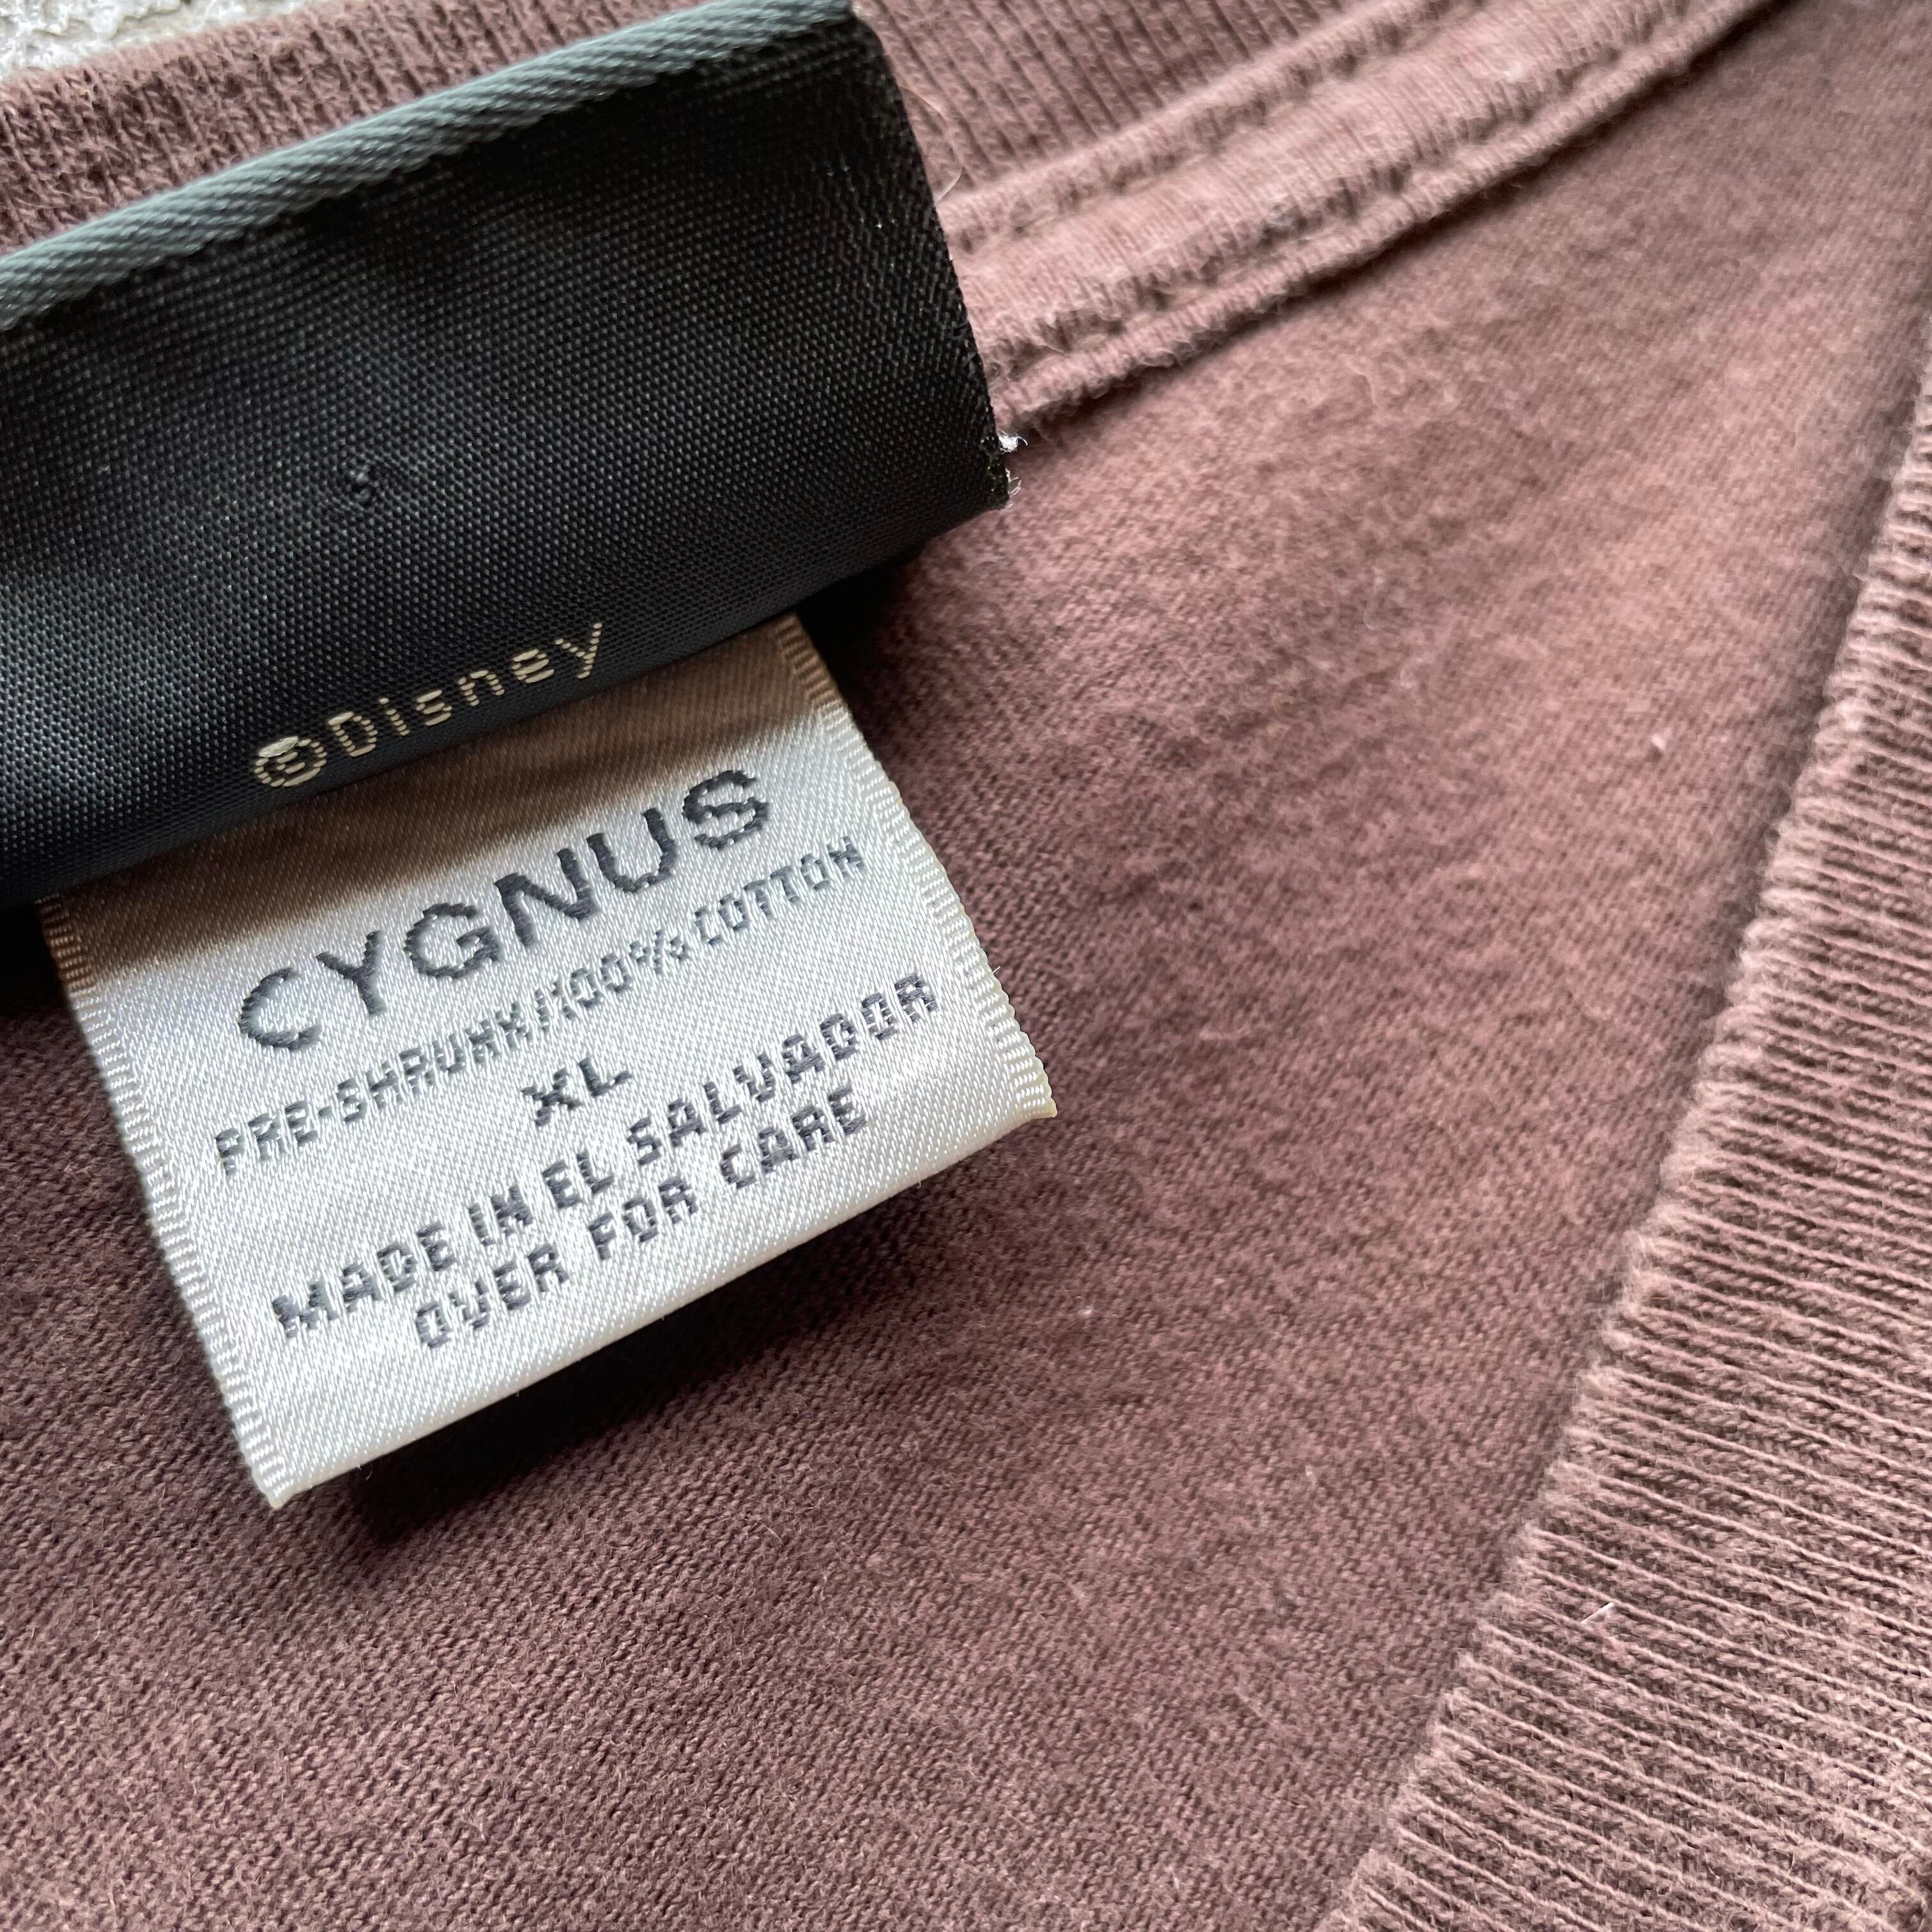 ©Disney
CYGNUS
PRE-SHRUNK/100% COTTON
XL
MADE IN EL SALVADOR
OVER FOR CARE